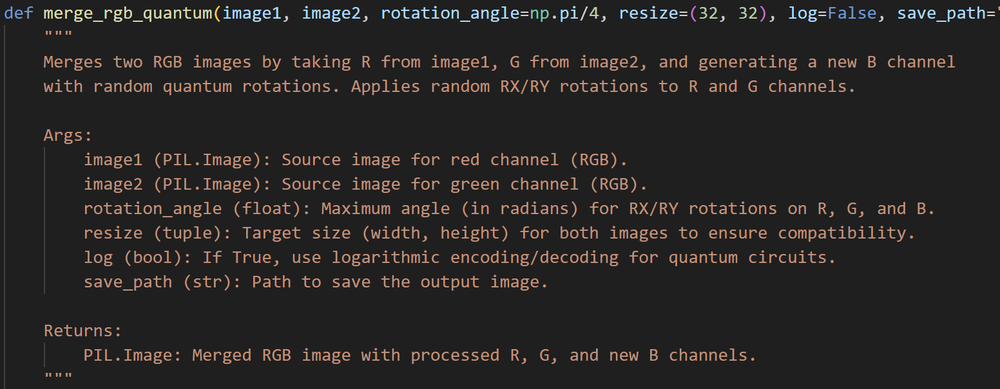 def merge_rgb_quantum(image1, image2, rotation_angle=np.pi/4, resize=(32, 32), log=False, save_path=
"""
Merges two RGB images by taking R from image1, G from image2, and generating a new B channel
with random quantum rotations. Applies random RX/RY rotations to R and G channels.
Args:
image1 (PIL.Image): Source image for red channel (RGB).
image2 (PIL.Image): Source image for green channel (RGB).
rotation_angle (float): Maximum angle (in radians) for RX/RY rotations on R, G, and B.
resize (tuple): Target size (width, height) for both images to ensure compatibility.
log (bool): If True, use logarithmic encoding/decoding for quantum circuits.
save_path (str): Path to save the output image.
Returns:
PIL.Image: Merged RGB image with processed R, G, and new B channels.
"""